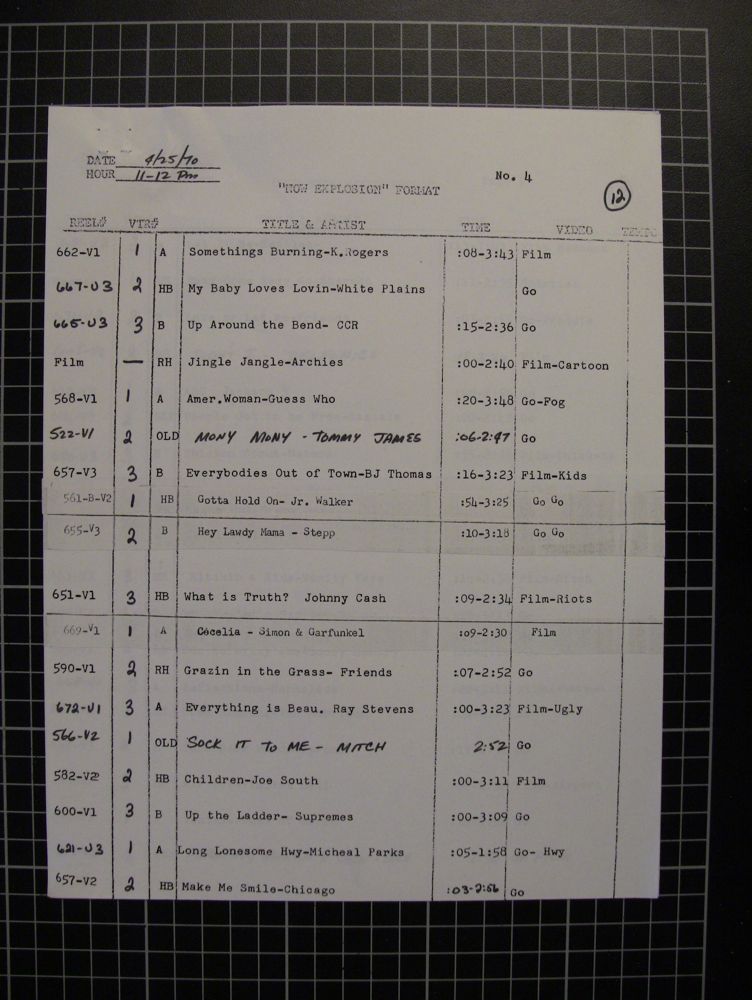 DATE 4/25/70
HOUR 11-12 Pm
No. 4
"NOW EXPLOSION" FORMAT
12
REEL# VTR# TITLE & ARTIST TIME VIDEO TEMPO
662-V1 1 A Somethings Burning-K.Rogers :08-3:43 Film
667-U3 2 HB My Baby Loves Lovin-White Plains Go
665-U3 3 B Up Around the Bend- CCR :15-2:36 Go
Film — RH Jingle Jangle-Archies :00-2:40 Film-Cartoon
568-V1 1 A Amer.Woman-Guess Who :20-3:48 Go-Fog
522-V1 2 OLD MONY MONY - TOMMY JAMES :06-2:47 Go
657-V3 3 B Everybodies Out of Town-BJ Thomas :16-3:23 Film-Kids
561-B-V2 1 HB Gotta Hold On- Jr. Walker :54-3:25 Go Go
655-V3 2 B Hey Lawdy Mama - Stepp :10-3:18 Go Go
651-V1 3 HB What is Truth? Johnny Cash :09-2:34 Film-Riots
669-V1 1 A Cecelia - Simon & Garfunkel :09-2:30 Film
590-V1 2 RH Grazin in the Grass- Friends :07-2:52 Go
672-U1 3 A Everything is Beau. Ray Stevens :00-3:23 Film-Ugly
566-V2 1 OLD SOCK IT TO ME - MITCH 2:52 Go
582-V2 2 HB Children-Joe South :00-3:11 Film
600-V1 3 B Up the Ladder- Supremes :00-3:09 Go
621-U3 1 A Long Lonesome Hwy-Micheal Parks :05-1:58 Go- Hwy
657-V2 2 HB Make Me Smile-Chicago :03-2:56 Go